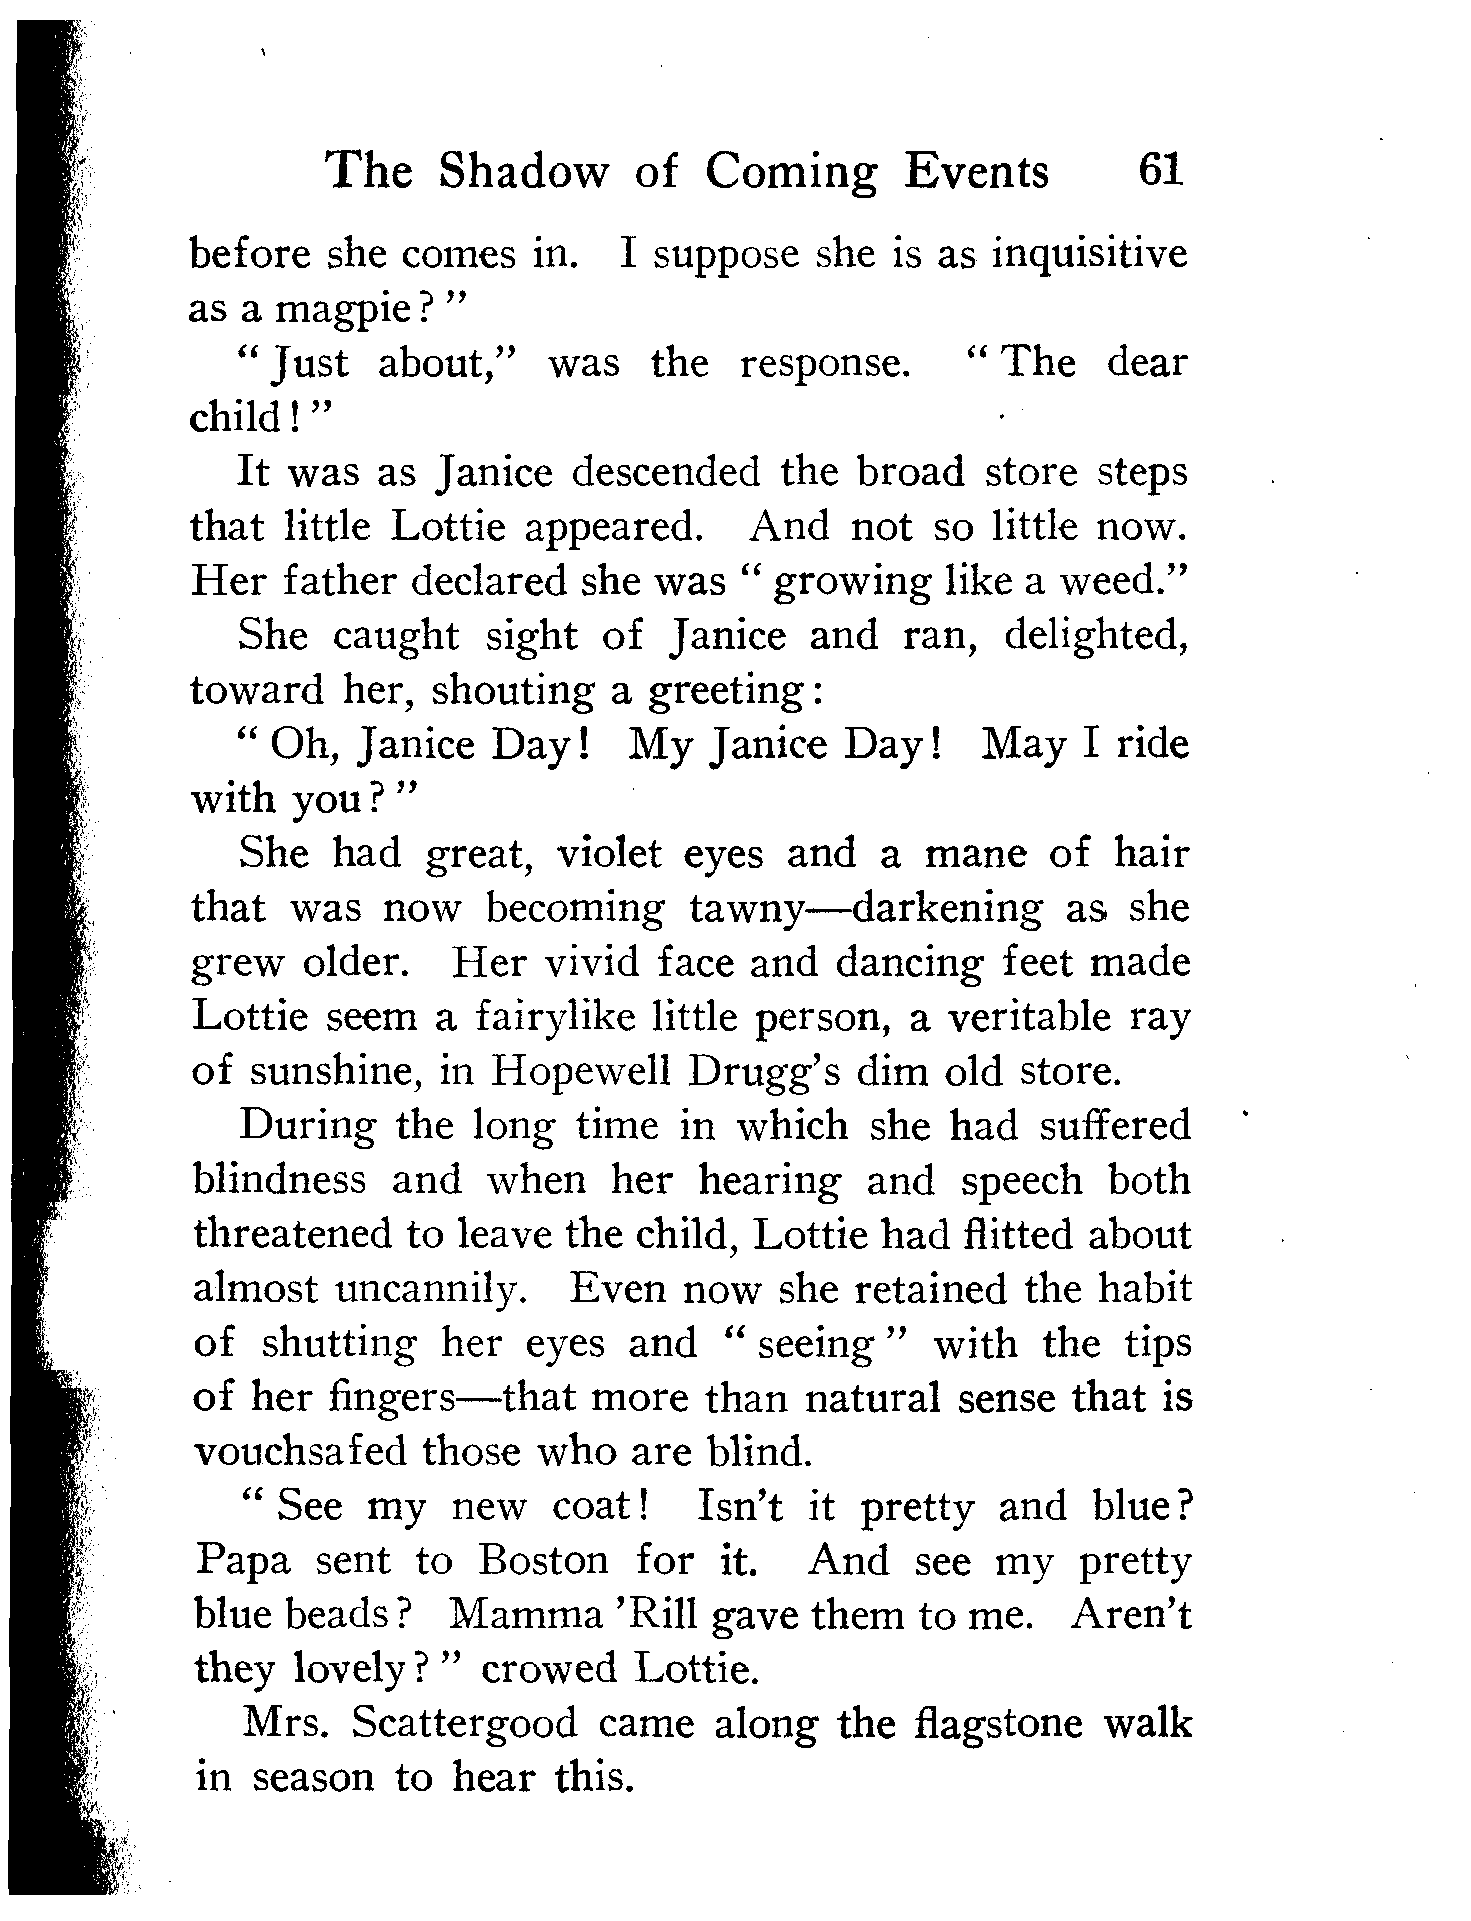 The Shadow of Coming Events 61
before she comes in. I suppose she is as inquisitive
as a magpie?"
"Just about," was the response. "The dear
child!"
It was as Janice descended the broad store steps
that little Lottie appeared. And not so little now.
Her father declared she was "growing like a weed."
She caught sight of Janice and ran, delighted,
toward her, shouting a greeting:
"Oh, Janice Day! My Janice Day! May I ride
with you?"
She had great, violet eyes and a mane of hair
that was now becoming tawny—darkening as she
grew older. Her vivid face and dancing feet made
Lottie seem a fairylike little person, a veritable ray
of sunshine, in Hopewell Drugg's dim old store.
During the long time in which she had suffered
blindness and when her hearing and speech both
threatened to leave the child, Lottie had flitted about
almost uncannily. Even now she retained the habit
of shutting her eyes and "seeing" with the tips
of her fingers—that more than natural sense that is
vouchsafed those who are blind.
"See my new coat! Isn't it pretty and blue?
Papa sent to Boston for it. And see my pretty
blue beads? Mamma 'Rill gave them to me. Aren't
they lovely?" crowed Lottie.
Mrs. Scattergood came along the flagstone walk
in season to hear this.